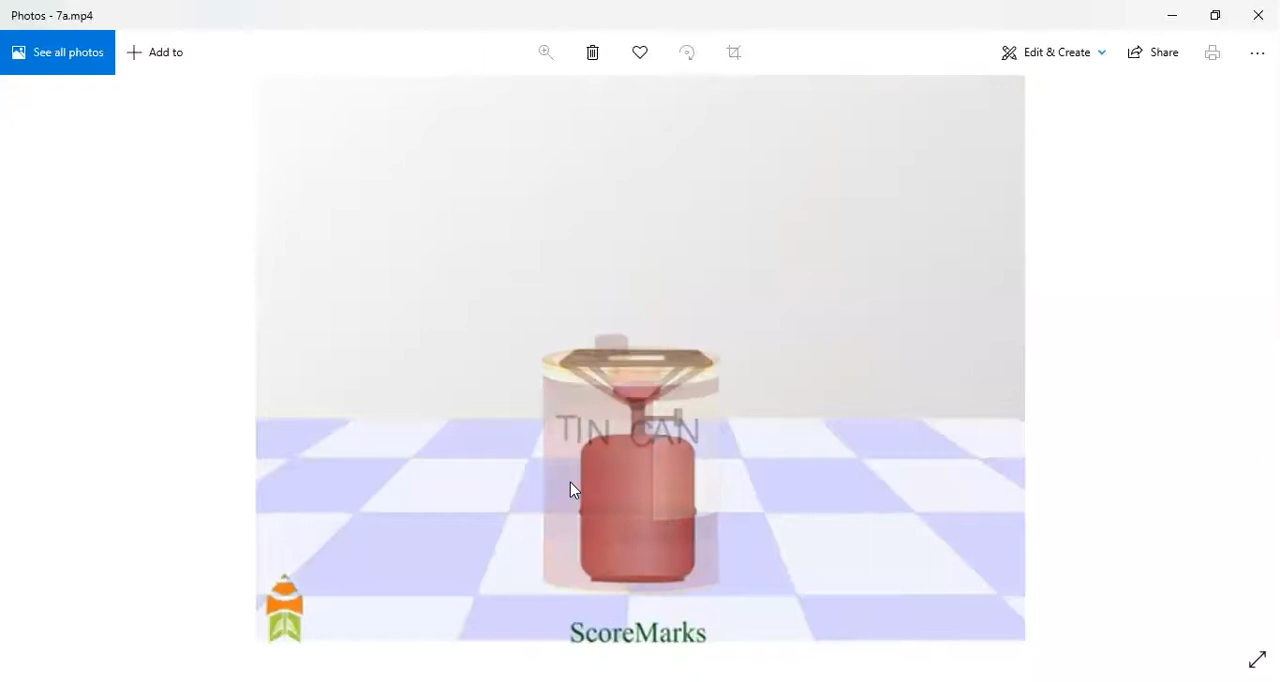 Photos - 7a.mp4
See all photos
Add to
Edit & Create
Share
TIN CAN
ScoreMarks